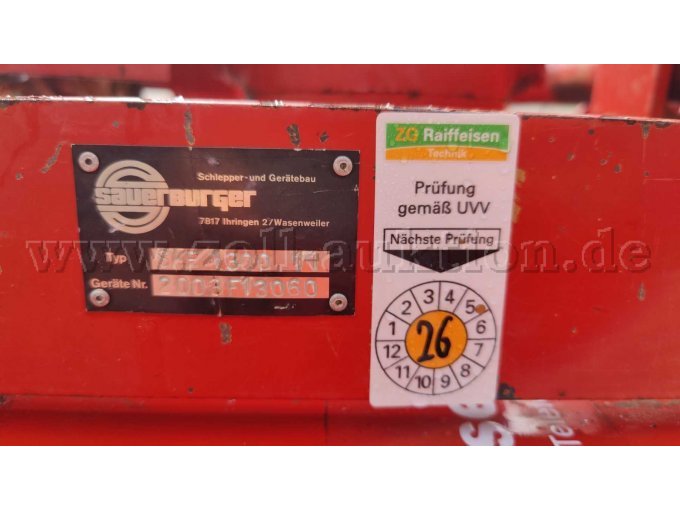 Schlepper- und Gerätebau
sauerburger
7817 Ihringen 2/Wasenweiler
Typ
Geräte Nr. 2003F13060
ZG Raiffeisen
Technik
Prüfung
gemäß UVV
Nächste Prüfung
1 2 3 4 5 6 7 8 9 10 11 12
26
www.zoll-auktion.de